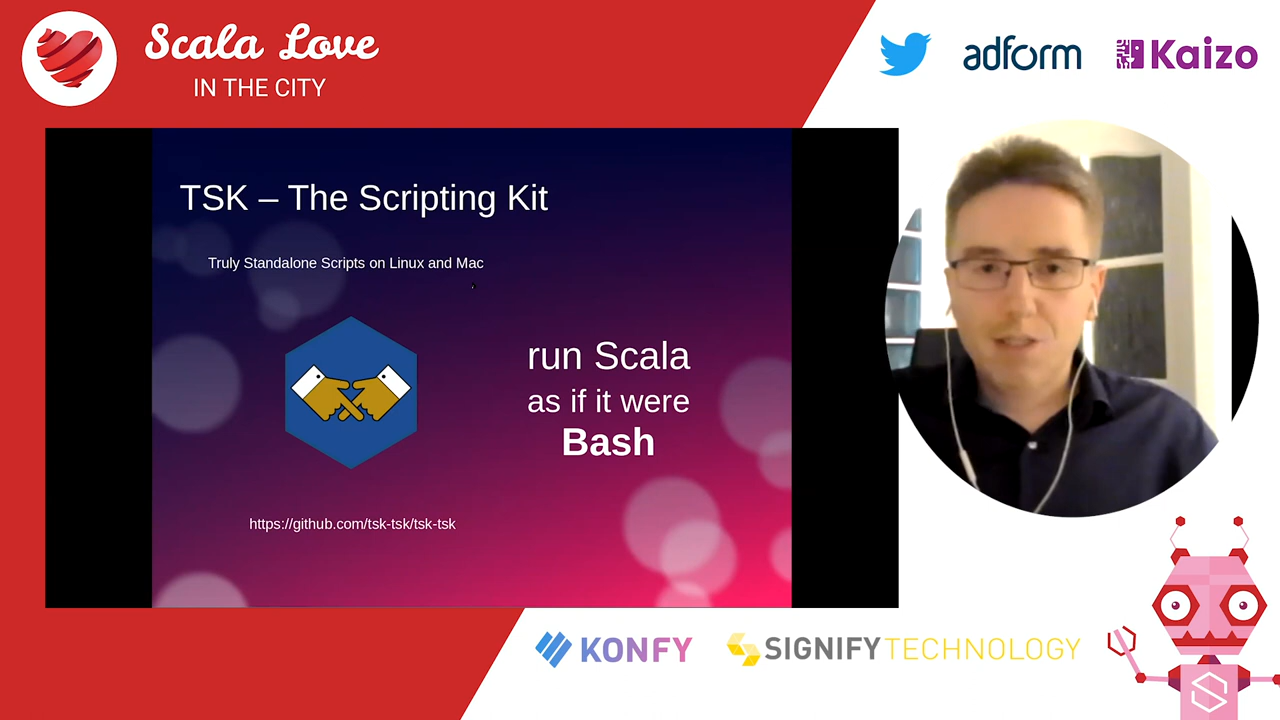 Scala Love
IN THE CITY
adform
Kaizo
TSK – The Scripting Kit
Truly Standalone Scripts on Linux and Mac
run Scala
as if it were
Bash
https://github.com/tsk-tsk/tsk-tsk
KONFY
SIGNIFYTECHNOLOGY
S